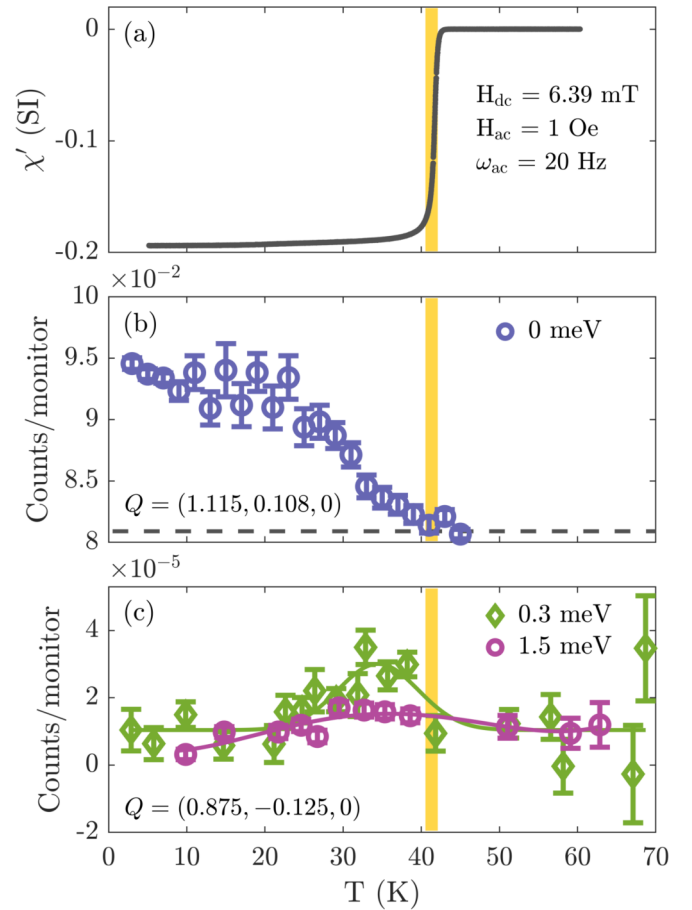 (a)
0
-0.1
-0.2
χ′ (SI)
H_dc = 6.39 mT
H_ac = 1 Oe
ω_ac = 20 Hz
×10⁻²
(b)
0 meV
10
9.5
9
8.5
8
Counts/monitor
Q = (1.115, 0.108, 0)
×10⁻⁵
(c)
0.3 meV
1.5 meV
4
2
0
-2
Counts/monitor
Q = (0.875, −0.125, 0)
0 10 20 30 40 50 60 70
T (K)